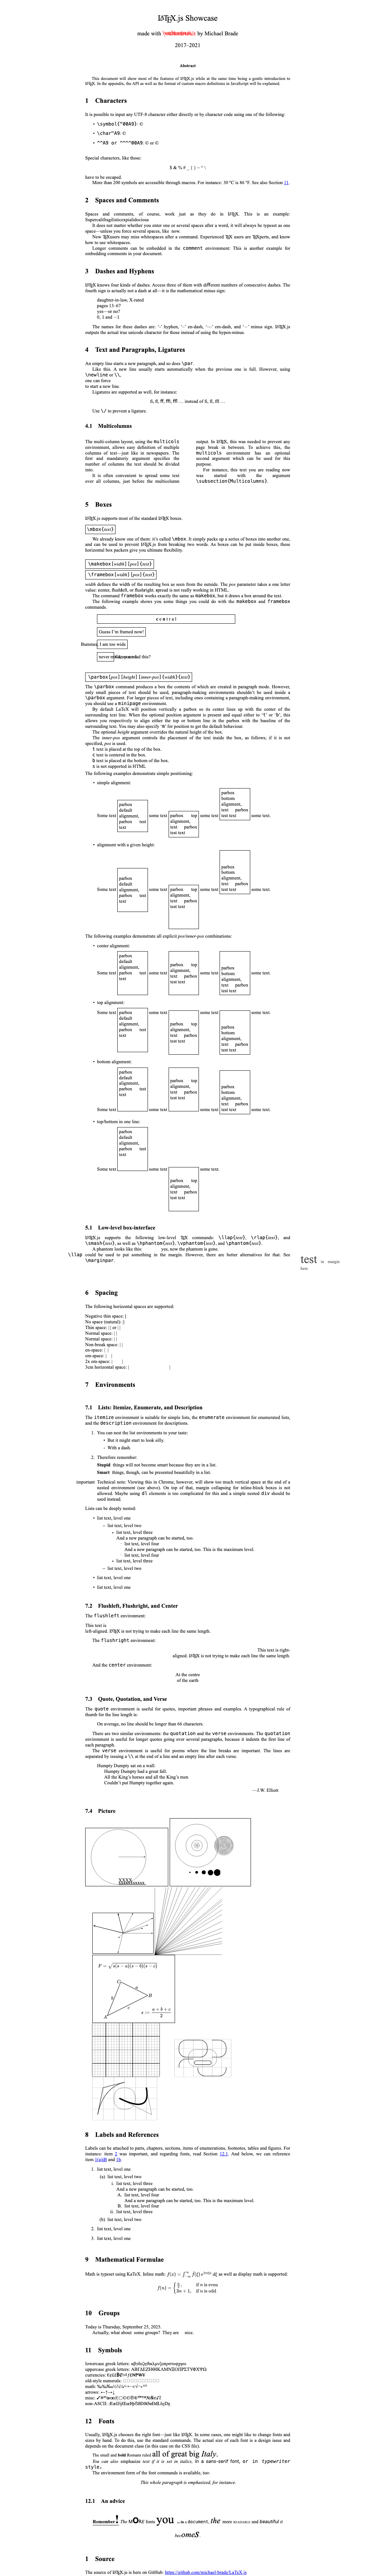 LaTeX.js Showcase
made with by Michael Brade
2017–2021
Abstract
This document will show most of the features of LaTeX.js while at the same time being a gentle introduction to
LaTeX. In the appendix, the API as well as the format of custom macro definitions in JavaScript will be explained.
1 Characters
It is possible to input any UTF-8 character either directly or by character code using one of the following:
• \symbol{"00A9}: ©
• \char"A9: ©
• ^^A9 or ^^^^00A9: © or ©
Special characters, like those:
$ & % # _ { } ~ ^ \
have to be escaped.
More than 200 symbols are accessible through macros. For instance: 30 °C is 86 °F. See also Section 11.
2 Spaces and Comments
Spaces and comments, of course, work just as they do in LaTeX. This is an example:
Supercalifragilisticexpialidocious
It does not matter whether you enter one or several spaces after a word, it will always be typeset as one
space—unless you force several spaces, like now.
Now TeXusers may miss whitespaces after a command. Experienced TeX users are TeXperts, and know
how to use whitespaces.
Longer comments can be embedded in the comment environment: This is another example for
embedding comments in your document.
3 Dashes and Hyphens
LaTeX knows four kinds of dashes. Access three of them with different numbers of consecutive dashes. The
fourth sign is actually not a dash at all—it is the mathematical minus sign:
daughter-in-law, X-rated
pages 13–67
yes—or no?
0, 1 and −1
The names for these dashes are: '-' hyphen, '–' en-dash, '—' em-dash, and '−' minus sign. LaTeX.js
outputs the actual true unicode character for those instead of using the hypen-minus.
4 Text and Paragraphs, Ligatures
An empty line starts a new paragraph, and so does \par.
Like this. A new line usually starts automatically when the previous one is full. However, using
\newline or \\,
one can force
to start a new line.
Ligatures are supported as well, for instance:
fi, fl, ff, ffi, ffl … instead of fi, fl, ffl …
Use \/ to prevent a ligature.
4.1 Multicolumns
The multi-column layout, using the multicols
environment, allows easy definition of multiple
columns of text—just like in newspapers. The
first and mandatory argument specifies the
number of columns the text should be divided
into.
It is often convenient to spread some text
over all columns, just before the multicolumn
output. In LaTeX, this was needed to prevent any
page break in between. To achieve this, the
multicols environment has an optional
second argument which can be used for this
purpose.
For instance, this text you are reading now
was started with the argument
\subsection{Multicolumns}.
5 Boxes
LaTeX.js supports most of the standard LaTeX boxes.
\mbox{text}
We already know one of them: it's called \mbox. It simply packs up a series of boxes into another one,
and can be used to prevent LaTeX.js from breaking two words. As boxes can be put inside boxes, these
horizontal box packers give you ultimate flexibility.
\makebox[width][pos]{text}
\framebox[width][pos]{text}
width defines the width of the resulting box as seen from the outside. The pos parameter takes a one letter
value: center, flushleft, or flushright. spread is not really working in HTML.
The command framebox works exactly the same as makebox, but it draws a box around the text.
The following example shows you some things you could do with the makebox and framebox
commands.
c e n t r a l
Guess I'm framed now!
Bummer, I am too wide
\parbox[pos][height][inner-pos]{width}{text}
The \parbox command produces a box the contents of which are created in paragraph mode. However,
only small pieces of text should be used, paragraph-making environments shouldn't be used inside a
\parbox argument. For larger pieces of text, including ones containing a paragraph-making environment,
you should use a minipage environment.
By default LaTeX will position vertically a parbox so its center lines up with the center of the
surrounding text line. When the optional position argument is present and equal either to 't' or 'b', this
allows you respectively to align either the top or bottom line in the parbox with the baseline of the
surrounding text. You may also specify 'm' for position to get the default behaviour.
The optional height argument overrides the natural height of the box.
The inner-pos argument controls the placement of the text inside the box, as follows; if it is not
specified, pos is used.
t text is placed at the top of the box.
c text is centered in the box.
b text is placed at the bottom of the box.
s is not supported in HTML
The following examples demonstrate simple positioning:
• simple alignment:
Some text parbox default alignment, parbox test text some text parbox top alignment, text parbox test text some text parbox bottom alignment, text parbox test text some text.
• alignment with a given height:
Some text parbox default alignment, parbox test text some text parbox top alignment, text parbox test text some text parbox bottom alignment, text parbox test text some text.
The following examples demonstrate all explicit pos/inner-pos combinations:
• center alignment:
Some text parbox default alignment, parbox test text some text parbox top alignment, text parbox test text some text parbox bottom alignment, text parbox test text some text.
• top alignment:
Some text parbox default alignment, parbox test text some text parbox top alignment, text parbox test text some text parbox bottom alignment, text parbox test text some text.
• bottom alignment:
Some text parbox default alignment, parbox test text some text parbox top alignment, text parbox test text some text parbox bottom alignment, text parbox test text some text.
• top/bottom in one line:
Some text parbox default alignment, parbox test text some text parbox top alignment, text parbox test text some text.
5.1 Low-level box-interface
LaTeX.js supports the following low-level TeX commands: \llap{text}, \rlap{text}, and
\smash{text}, as well as \hphantom{text}, \vphantom{text}, and \phantom{text}.
A phantom looks like this: yes, now the phantom is gone.
\llap could be used to put something in the margin. However, there are better alternatives for that. See
\marginpar.
test in margin
here
6 Spacing
The following horizontal spaces are supported:
Negative thin space: |
No space (natural): ||
Thin space: | | or | |
Normal space: | |
Normal space: | |
Non-break space: | |
en-space: | |
em-space: | |
2x em-space: | |
3cm horizontal space: | |
7 Environments
7.1 Lists: Itemize, Enumerate, and Description
The itemize environment is suitable for simple lists, the enumerate environment for enumerated lists,
and the description environment for descriptions.
1. You can nest the list environments to your taste:
• But it might start to look silly.
- With a dash.
2. Therefore remember:
Stupid things will not become smart because they are in a list.
Smart things, though, can be presented beautifully in a list.
important Technical note: Viewing this in Chrome, however, will show too much vertical space at the end of a
nested environment (see above). On top of that, margin collapsing for inline-block boxes is not
allowed. Maybe using dl elements is too complicated for this and a simple nested div should be
used instead.
Lists can be deeply nested:
• list text, level one
– list text, level two
* list text, level three
And a new paragraph can be started, too.
· list text, level four
And a new paragraph can be started, too. This is the maximum level.
· list text, level four
* list text, level three
– list text, level two
• list text, level one
• list text, level one
7.2 Flushleft, Flushright, and Center
The flushleft environment:
This text is
left-aligned. LaTeX is not trying to make each line the same length.
The flushright environment:
This text is right-
aligned. LaTeX is not trying to make each line the same length.
And the center environment:
At the centre
of the earth
7.3 Quote, Quotation, and Verse
The quote environment is useful for quotes, important phrases and examples. A typographical rule of
thumb for the line length is:
On average, no line should be longer than 66 characters.
There are two similar environments: the quotation and the verse environments. The quotation
environment is useful for longer quotes going over several paragraphs, because it indents the first line of
each paragraph.
The verse environment is useful for poems where the line breaks are important. The lines are
separated by issuing a \\ at the end of a line and an empty line after each verse.
Humpty Dumpty sat on a wall:
Humpty Dumpty had a great fall.
All the King's horses and all the King's men
Couldn't put Humpty together again.
—J.W. Elliott
7.4 Picture
F = √s(s − a)(s − b)(s − c)
C
b
a
B
A
c
s := (a + b + c)/2
8 Labels and References
Labels can be attached to parts, chapters, sections, items of enumerations, footnotes, tables and figures. For
instance: item 2 was important, and regarding fonts, read Section 12.1. And below, we can reference
item 1(a)iB and 1b.
1. list text, level one
(a) list text, level two
i. list text, level three
And a new paragraph can be started, too.
A. list text, level four
And a new paragraph can be started, too. This is the maximum level.
B. list text, level four
ii. list text, level three
(b) list text, level two
2. list text, level one
3. list text, level one
9 Mathematical Formulae
Math is typeset using KaTeX. Inline math: as well as display math is supported:
f(n) = { n/2, if n is even
3n + 1, if n is odd
10 Groups
Today is Thursday, September 25, 2025.
Actually, what about some groups? They are nice.
11 Symbols
lowercase greek letters:
uppercase greek letters:
currencies:
old-style numerals:
math:
arrows:
misc:
non-ASCII:
12 Fonts
Usually, LaTeX.js chooses the right font—just like LaTeX. In some cases, one might like to change fonts and
sizes by hand. To do this, use the standard commands. The actual size of each font is a design issue and
depends on the document class (in this case on the CSS file).
The small and bold Romans ruled all of great big Italy.
You can also emphasize text if it is set in italics, in a sans-serif font, or in typewriter
style.
The environment form of the font commands is available, too:
This whole paragraph is emphasized, for instance.
12.1 An advice
Remember! The MORE fonts you use in a document, the more READABLE and beautiful it
becomeS.
1 Source
The source of LaTeX.js is here on GitHub: https://github.com/michael-brade/LaTeX.js